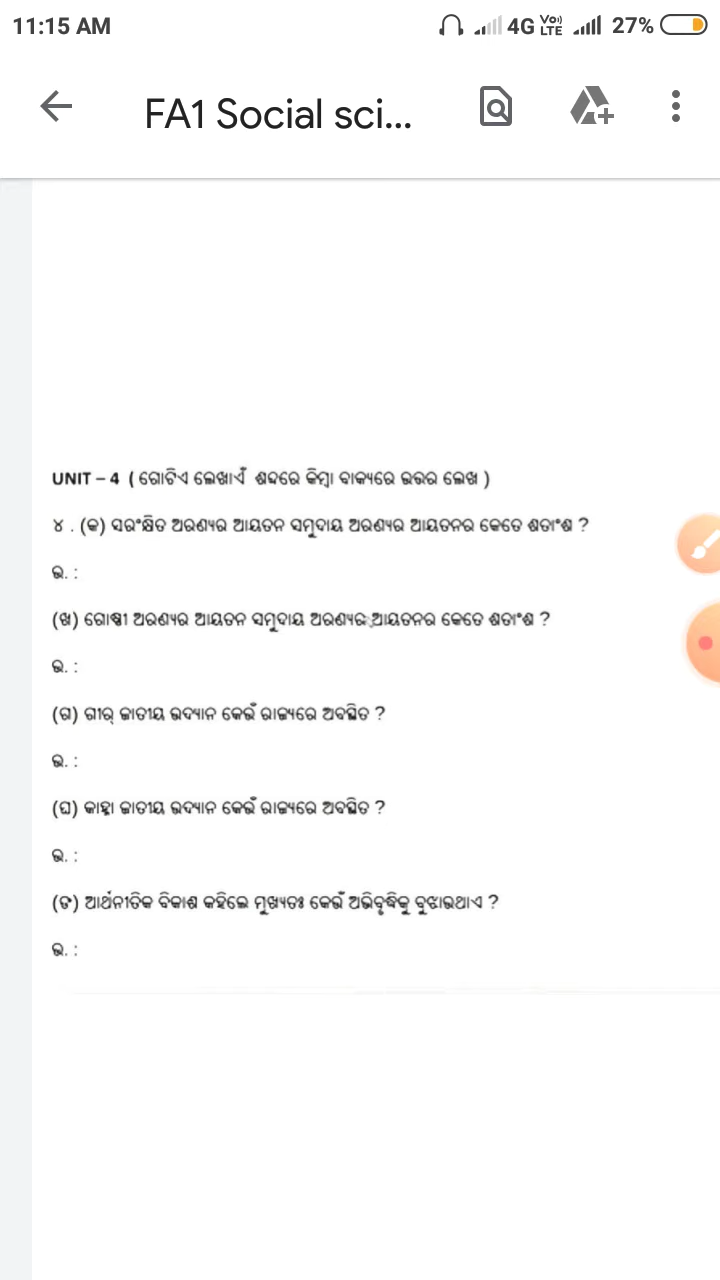 11:15 AM 4G VoLTE 27%
FA1 Social sci...
UNIT – 4 ( ଗୋଟିଏ ଲେଖାଏଁ ଶବ୍ଦରେ କିମ୍ବା ବାକ୍ୟରେ ଉତ୍ତର ଲେଖ )
୪ . (କ) ସରଂକ୍ଷିତ ଅରଣ୍ୟର ଆୟତନ ସମୁଦାୟ ଅରଣ୍ୟର ଆୟତନର କେତେ ଶତାଂଶ ?
ଉ. :
(ଖ) ଗୋଷ୍ଠୀ ଅରଣ୍ୟର ଆୟତନ ସମୁଦାୟ ଅରଣ୍ୟର ଆୟତନର କେତେ ଶତାଂଶ ?
ଉ. :
(ଗ) ଗୀର୍ ଜାତୀୟ ଉଦ୍ୟାନ କେଉଁ ରାଜ୍ୟରେ ଅବସ୍ଥିତ ?
ଉ. :
(ଘ) କାହ୍ନା ଜାତୀୟ ଉଦ୍ୟାନ କେଉଁ ରାଜ୍ୟରେ ଅବସ୍ଥିତ ?
ଉ. :
(ଙ) ଆର୍ଥନୀତିକ ବିକାଶ କହିଲେ ମୁଖ୍ୟତଃ କେଉଁ ଅଭିବୃଦ୍ଧିକୁ ବୁଝାଉଥାଏ ?
ଉ. :